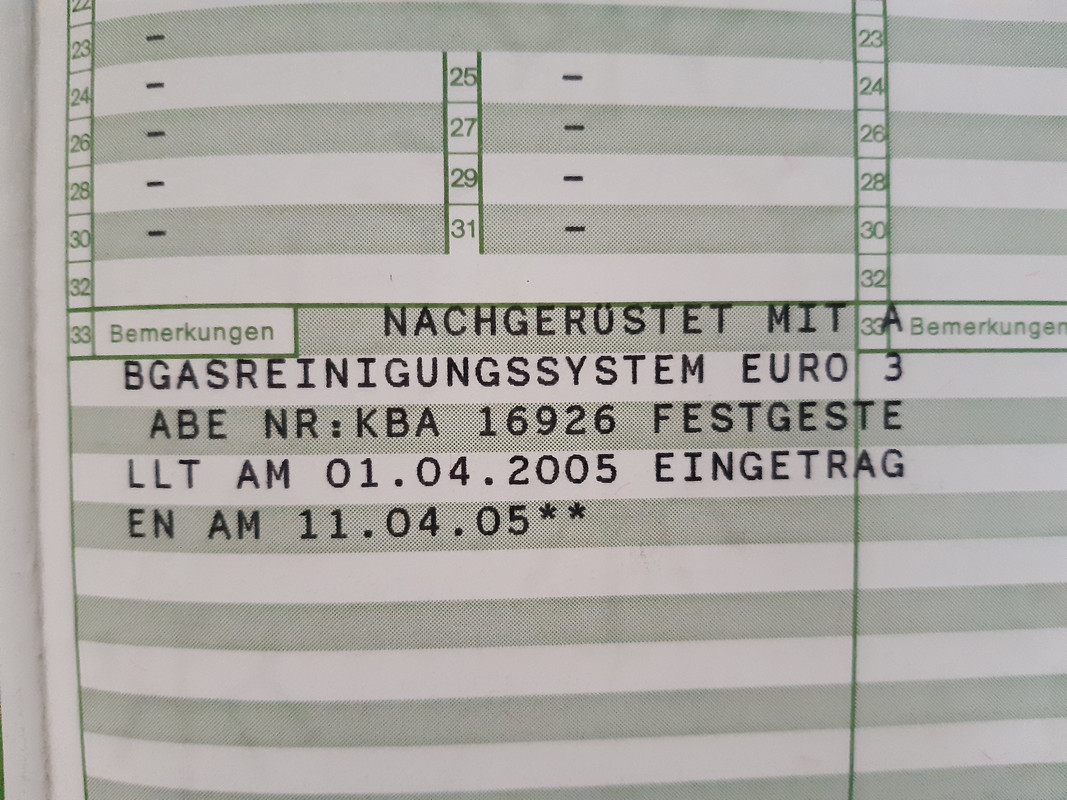 22
23 - 23
24 - 25 - 24
26 - 27 - 26
28 - 29 - 28
30 - 31 - 30
32 32
33 Bemerkungen NACHGERÜSTET MIT A 33 Bemerkungen
BGASREINIGUNGSSYSTEM EURO 3
ABE NR:KBA 16926 FESTGESTE
LLT AM 01.04.2005 EINGETRAG
EN AM 11.04.05**